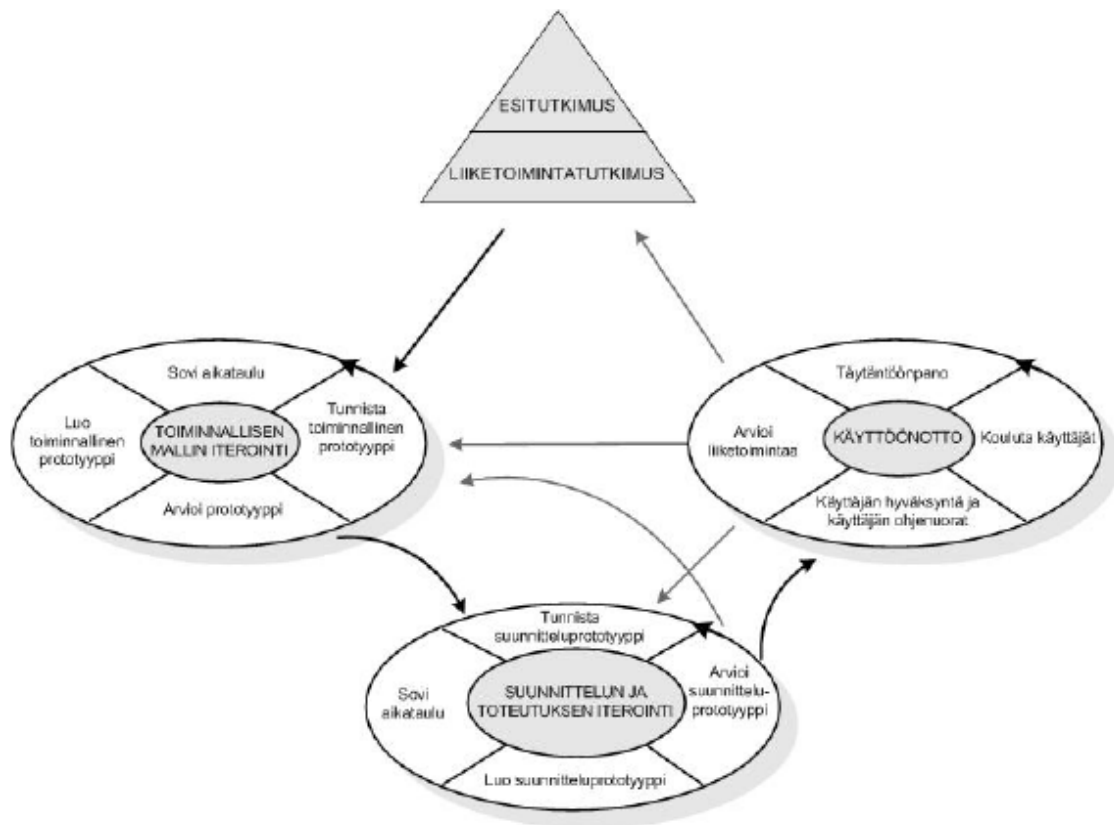 ESITUTKIMUS
LIIKETOIMINTATUTKIMUS
Sovi aikataulu
Luo
toiminnallinen
prototyyppi
TOIMINNALLISEN
MALLIN ITEROINTI
Tunnista
toiminnallinen
prototyyppi
Arvioi prototyyppi
Täytäntöönpano
Arvioi
liiketoimintaa
KÄYTTÖÖNOTTO
Kouluta käyttäjät
Käyttäjän hyväksyntä ja
käyttäjän ohjenuorat
Tunnista
suunnitteluprototyyppi
Sovi
aikataulu
SUUNNITTELUN JA
TOTEUTUKSEN ITEROINTI
Arvioi
suunnittelu-
prototyyppi
Luo suunnitteluprototyyppi